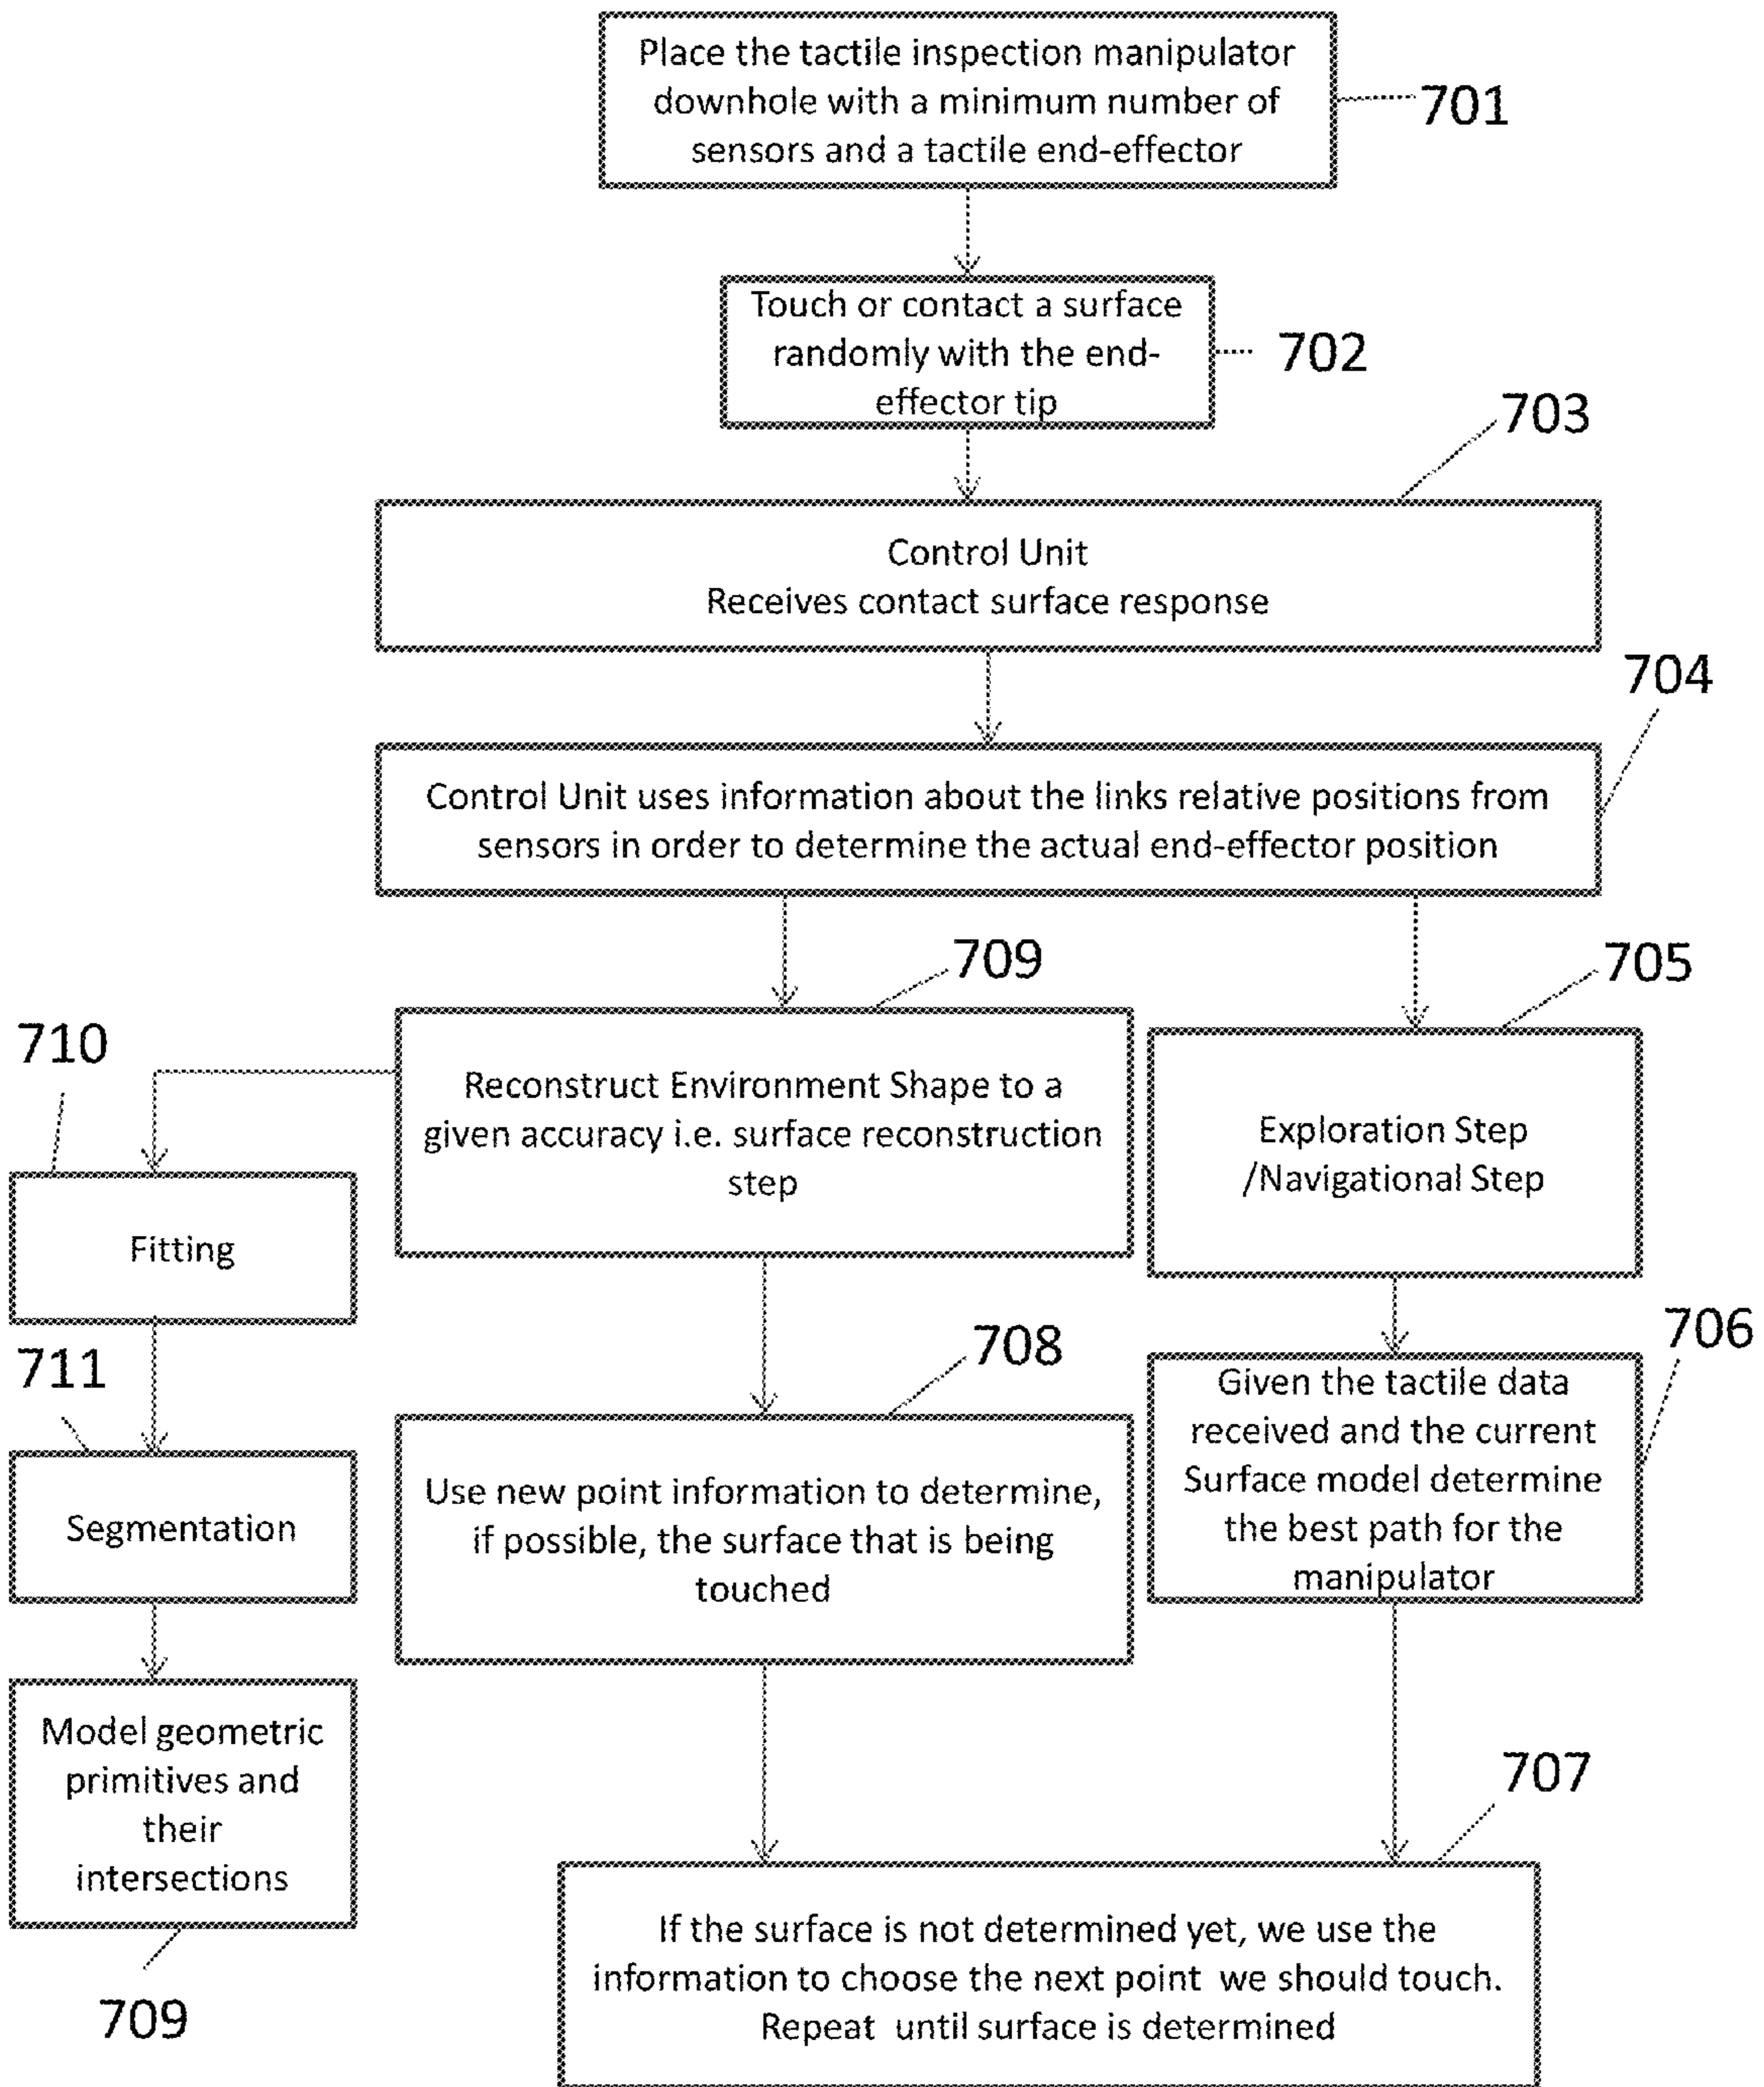 Place the tactile inspection manipulator
downhole with a minimum number of
sensors and a tactile end-effector
701
Touch or contact a surface
randomly with the end-
effector tip
702
703
Control Unit
Receives contact surface response
704
Control Unit uses information about the links relative positions from
sensors in order to determine the actual end-effector position
709
705
710
Reconstruct Environment Shape to a
given accuracy i.e. surface reconstruction
step
Exploration Step
/Navigational Step
Fitting
711
708
706
Segmentation
Use new point information to determine,
if possible, the surface that is being
touched
Given the tactile data
received and the current
Surface model determine
the best path for the
manipulator
Model geometric
primitives and
their
intersections
709
707
If the surface is not determined yet, we use the
information to choose the next point we should touch.
Repeat until surface is determined